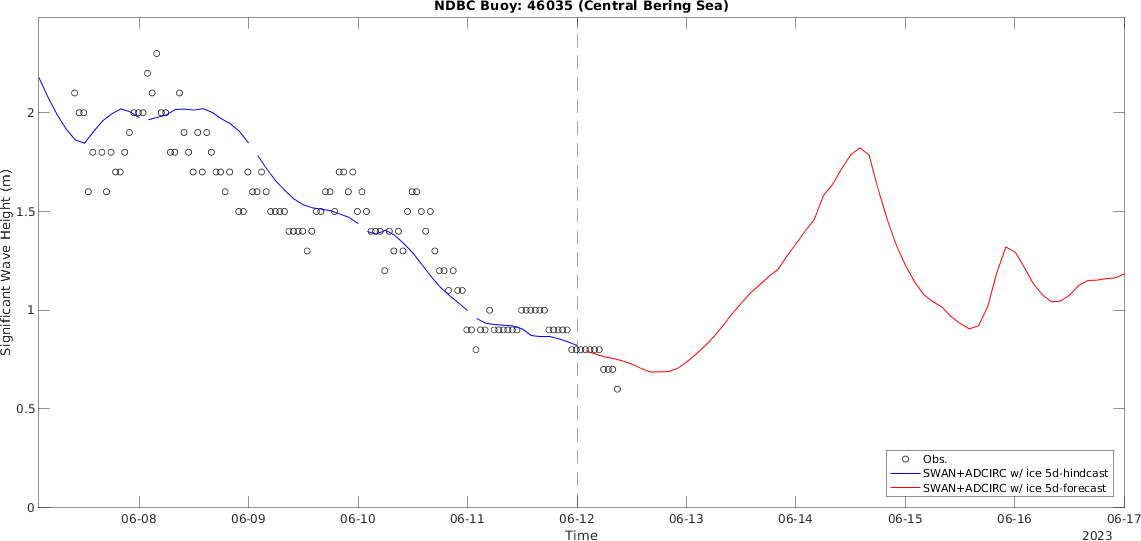 NDBC Buoy: 46035 (Central Bering Sea)
Significant Wave Height (m)
2
1.5
1
0.5
0
Obs.
SWAN+ADCIRC w/ ice 5d-hindcast
SWAN+ADCIRC w/ ice 5d-forecast
06-08 06-09 06-10 06-11 06-12 06-13 06-14 06-15 06-16 06-17
Time
2023